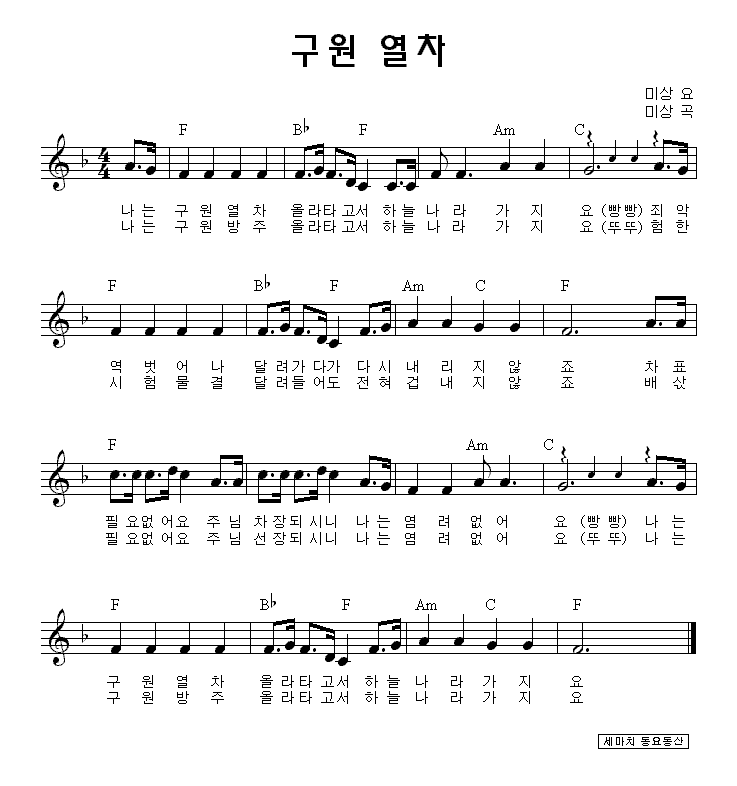 구원 열차
미상 요
미상 곡
F B♭ F Am C
4
4
나는 구 원 열 차 올라타고서 하늘 나 라 가 지 요 (빵빵) 죄 악
나는 구 원 방 주 올라타고서 하늘 나 라 가 지 요 (뚜뚜) 험 한
F B♭ F Am C F
역 벗 어 나 달 려가 다가 다 시 내 리 지 않 죠 차 표
시 험 물 결 달 려들 어도 전 혀 겁 내 지 않 죠 배 삯
F Am C
필 요없 어요 주 님 차 장되 시니 나 는 염 려 없 어 요 (빵 빵) 나 는
필 요없 어요 주 님 선 장되 시니 나 는 염 려 없 어 요 (뚜 뚜) 나 는
F B♭ F Am C F
구 원 열 차 올 라 타 고서 하 늘 나 라 가 지 요
구 원 방 주 올 라 타 고서 하 늘 나 라 가 지 요
세마치 동요동산